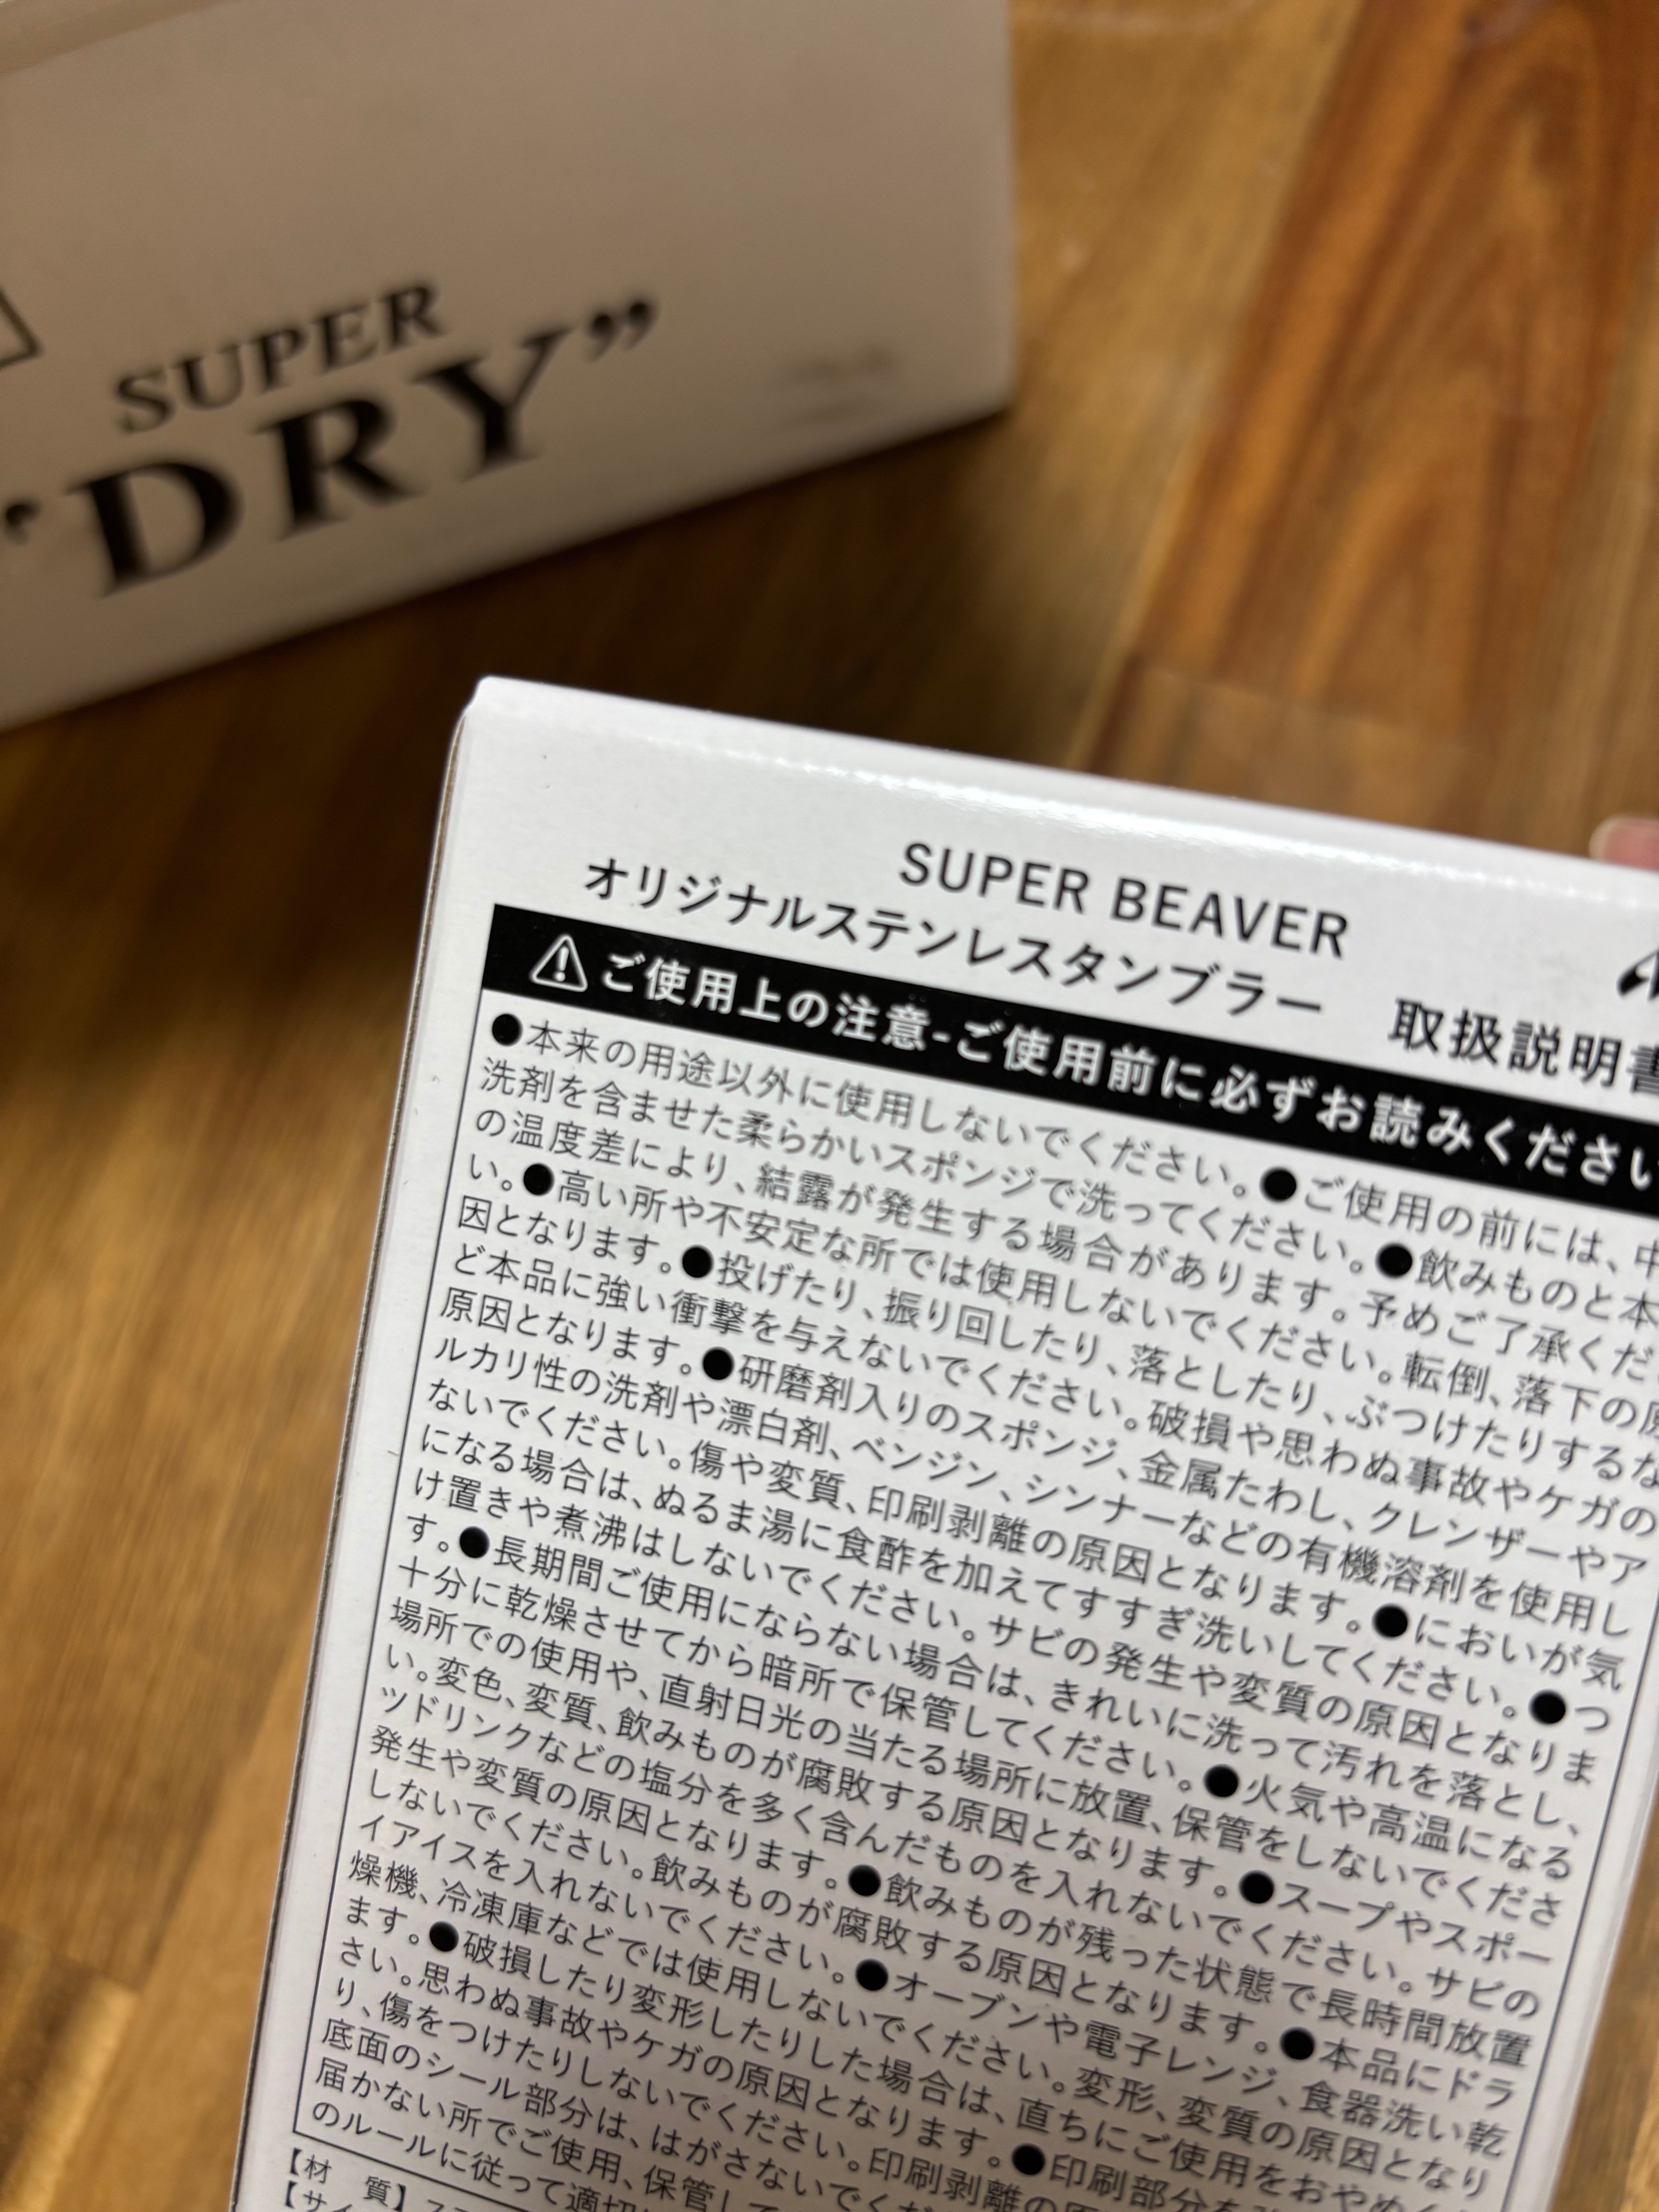 SUPER
"DRY"
SUPER BEAVER
オリジナルステンレスタンブラー 取扱説明書
ご使用上の注意-ご使用前に必ずお読みください
●本来の用途以外に使用しないでください。●ご使用の前には、中
洗剤を含ませた柔らかいスポンジで洗ってください。●飲みものと本
の温度差により、結露が発生する場合があります。予めご了承くださ
い。●高い所や不安定な所では使用しないでください。転倒、落下の原
因となります。●投げたり、振り回したり、落としたり、ぶつけたりするな
ど本品に強い衝撃を与えないでください。破損や思わぬ事故やケガの
原因となります。●研磨剤入りのスポンジ、金属たわし、クレンザーやア
ルカリ性の洗剤や漂白剤、ベンジン、シンナーなどの有機溶剤を使用し
ないでください。傷や変質、印刷剥離の原因となります。●においが気
になる場合は、ぬるま湯に食酢を加えてすすぎ洗いしてください。●つ
け置きや煮沸はしないでください。サビの発生や変質の原因となりま
す。●長期間ご使用にならない場合は、きれいに洗って汚れを落とし、
十分に乾燥させてから暗所で保管してください。●火気や高温になる
場所での使用や、直射日光の当たる場所に放置、保管をしないでくださ
い。変色、変質、飲みものが腐敗する原因となります。●スープやスポー
ツドリンクなどの塩分を多く含んだものを入れないでください。サビの
発生や変質の原因となります。●飲みものが残った状態で長時間放置
しないでください。飲みものが腐敗する原因となります。●本品にドラ
イアイスを入れないでください。●オーブンや電子レンジ、食器洗い乾
燥機、冷凍庫などでは使用しないでください。変形、変質の原因となり
ます。●破損したり変形したりした場合は、直ちにご使用をおやめ
さい。思わぬ事故やケガの原因となります。●印刷部分を
り、傷をつけたりしないでください。印刷剥離の
底面のシール部分は、はがさないでくだ
届かない所でご使用、保管して
のルールに従って適切
【材 質】ステ
【サイ